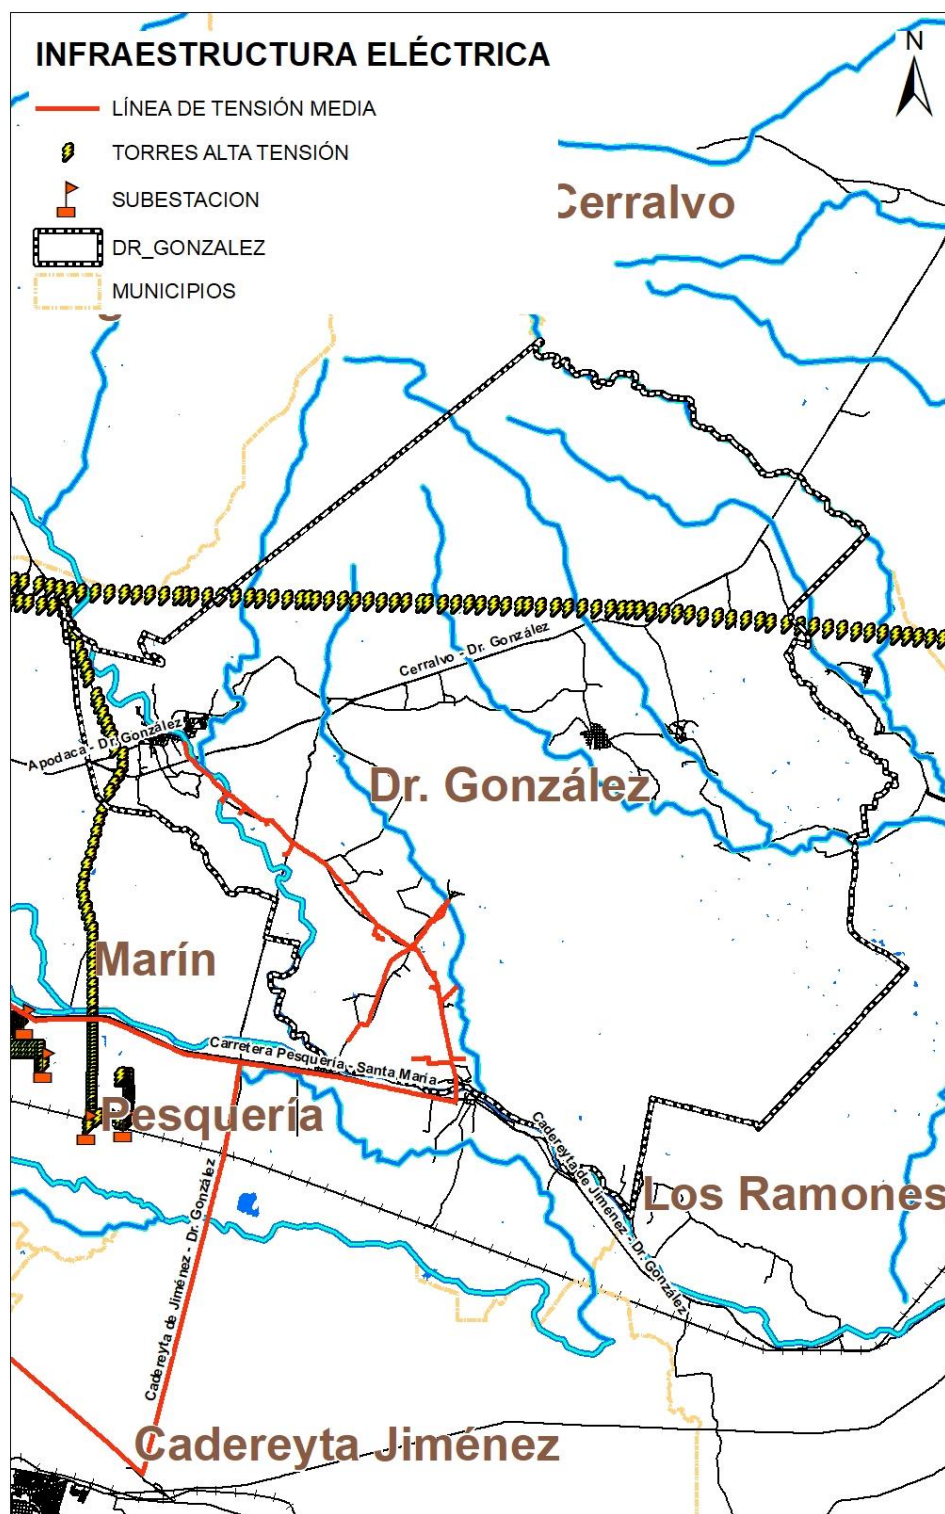 INFRAESTRUCTURA ELÉCTRICA
N
LÍNEA DE TENSIÓN MEDIA
TORRES ALTA TENSIÓN
SUBESTACION
DR_GONZALEZ
MUNICIPIOS
Cerralvo
Cerralvo - Dr. González
Apodaca - Dr. González
Dr. González
Marín
Carretera Pesquería - Santa María
Pesquería
Cadereyta de Jiménez - Dr. González
Los Ramones
Cadereyta de Jiménez - Dr. González
Cadereyta Jiménez